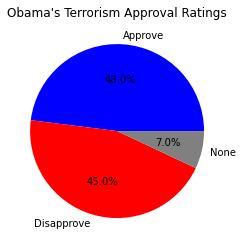 Obama's Terrorism Approval Ratings
Approve
48.0%
7.0%
None
45.0%
Disapprove